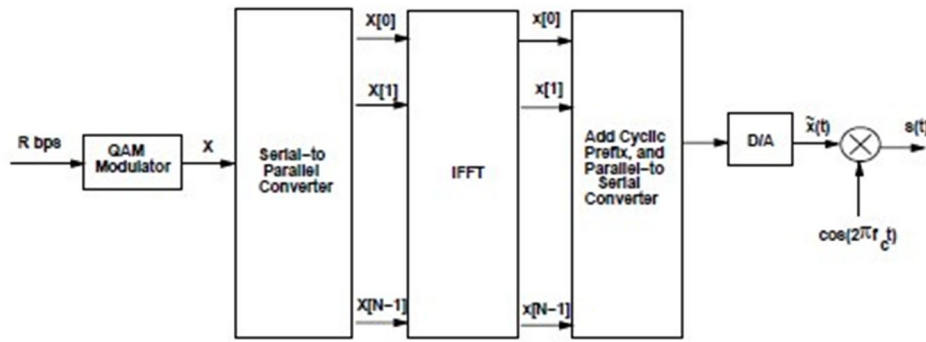 R bps
QAM
Modulator
X
Serial-to
Parallel
Converter
X[0]
X[1]
X[N-1]
IFFT
x[0]
x[1]
x[N-1]
Add Cyclic
Prefix, and
Parallel-to
Serial
Converter
D/A
x̃(t)
s(t)
cos(2πf_c t)